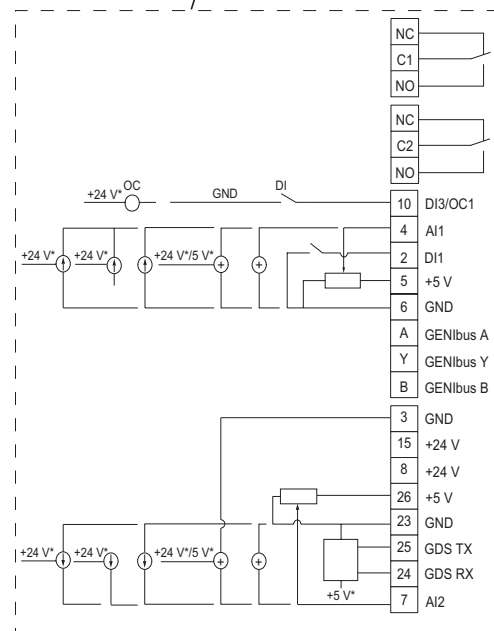 NC
C1
NO
NC
C2
NO
+24 V* OC GND DI 10 DI3/OC1
4 AI1
+24 V* +24 V* +24 V*/5 V* 2 DI1
5 +5 V
6 GND
A GENIbus A
Y GENIbus Y
B GENIbus B
3 GND
15 +24 V
8 +24 V
26 +5 V
23 GND
+24 V* +24 V* +24 V*/5 V* 25 GDS TX
24 GDS RX
+5 V*
7 AI2